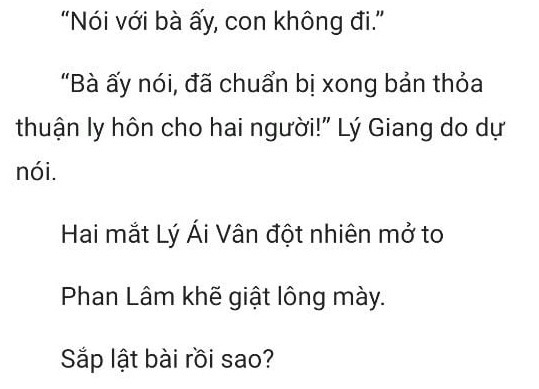 “Nói với bà ấy, con không đi.”
“Bà ấy nói, đã chuẩn bị xong bản thỏa
thuận ly hôn cho hai người!” Lý Giang do dự
nói.
Hai mắt Lý Ái Vân đột nhiên mở to
Phan Lâm khẽ giật lông mày.
Sắp lật bài rồi sao?